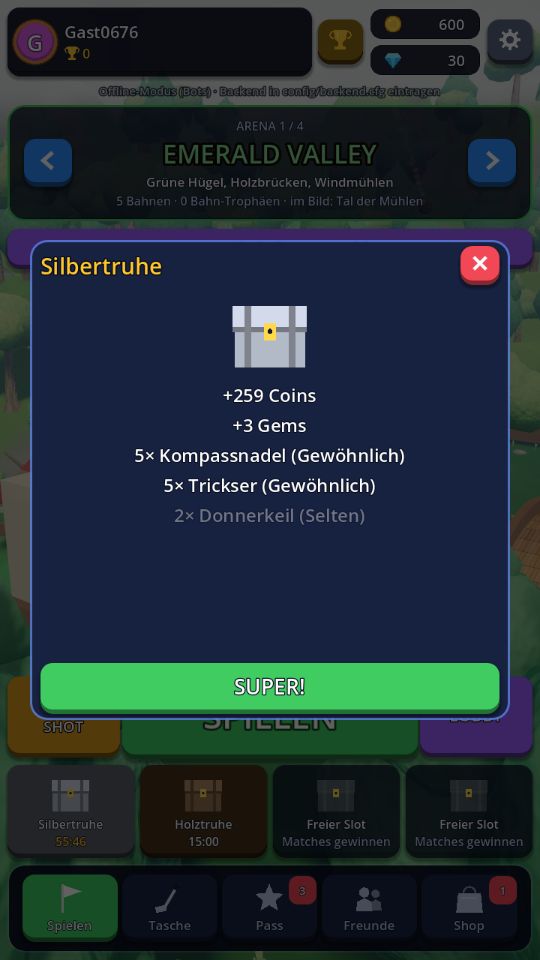 G
Gast0676
0
600
30
Offline-Modus (Bots) · Backend in config/backend.cfg eintragen
ARENA 1 / 4
EMERALD VALLEY
Grüne Hügel, Holzbrücken, Windmühlen
5 Bahnen · 0 Bahn-Trophäen · im Bild: Tal der Mühlen
Silbertruhe
+259 Coins
+3 Gems
5× Kompassnadel (Gewöhnlich)
5× Trickser (Gewöhnlich)
2× Donnerkeil (Selten)
SUPER!
SHOT
SPIELEN
Silbertruhe
55:46
Holztruhe
15:00
Freier Slot
Matches gewinnen
Freier Slot
Matches gewinnen
Spielen
Tasche
3
Pass
Freunde
1
Shop